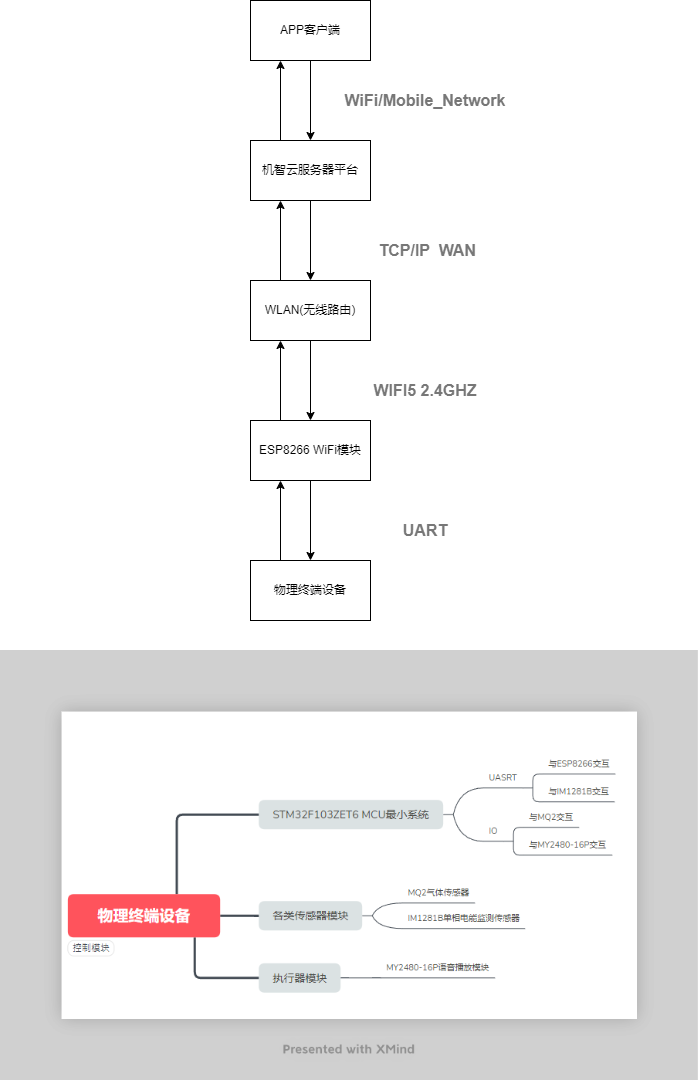 APP客户端
WiFi/Mobile_Network
机智云服务器平台
TCP/IP  WAN
WLAN(无线路由)
WIFI5 2.4GHZ
ESP8266 WiFi模块
UART
物理终端设备
UASRT
与ESP8266交互
与IM1281B交互
STM32F103ZET6 MCU最小系统
IO
与MQ2交互
与MY2480-16P交互
物理终端设备
控制模块
各类传感器模块
MQ2气体传感器
IM1281B单相电能监测传感器
执行器模块
MY2480-16P语音播放模块
Presented with XMind